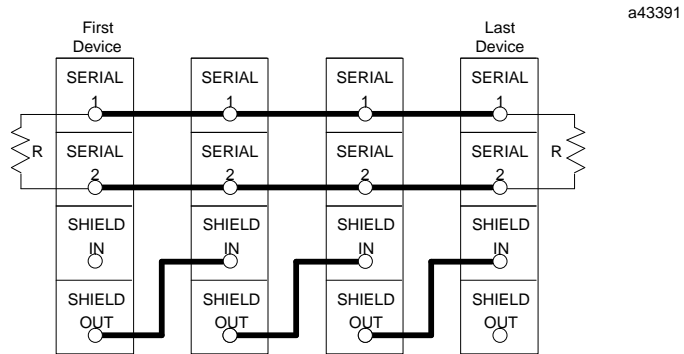 a43391
First
Device
Last
Device
SERIAL
1
SERIAL
1
SERIAL
1
SERIAL
1
R
SERIAL
2
SERIAL
2
SERIAL
2
SERIAL
2
R
SHIELD
IN
SHIELD
IN
SHIELD
IN
SHIELD
IN
SHIELD
OUT
SHIELD
OUT
SHIELD
OUT
SHIELD
OUT